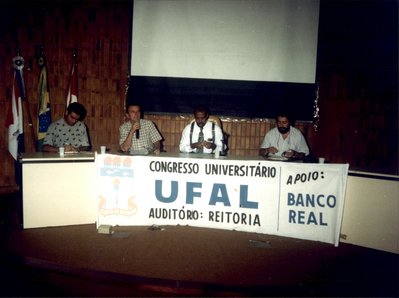 CONGRESSO UNIVERSITÁRIO
UFAL
AUDITÓRIO: REITORIA
APOIO:
BANCO
REAL